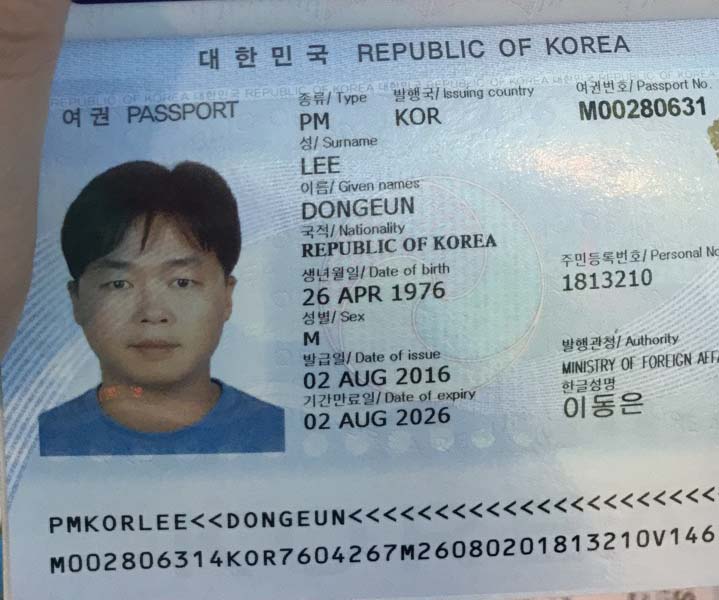 대한민국 REPUBLIC OF KOREA
여권 PASSPORT
종류/ Type 발행국/ Issuing country 여권번호/ Passport No.
PM KOR M00280631
성/ Surname
LEE
이름/ Given names
DONGEUN
국적/ Nationality
REPUBLIC OF KOREA
생년월일/ Date of birth 주민등록번호/ Personal No
26 APR 1976 1813210
성별/ Sex
M
발급일/ Date of issue 발행관청/ Authority
02 AUG 2016 MINISTRY OF FOREIGN AFFA
기간만료일/ Date of expiry 한글성명
02 AUG 2026 이동은
PMKORLEE<<DONGEUN<<<<<<<<<<<<<<<<<<<<<<<
M002806314KOR7604267M26080201813210V146